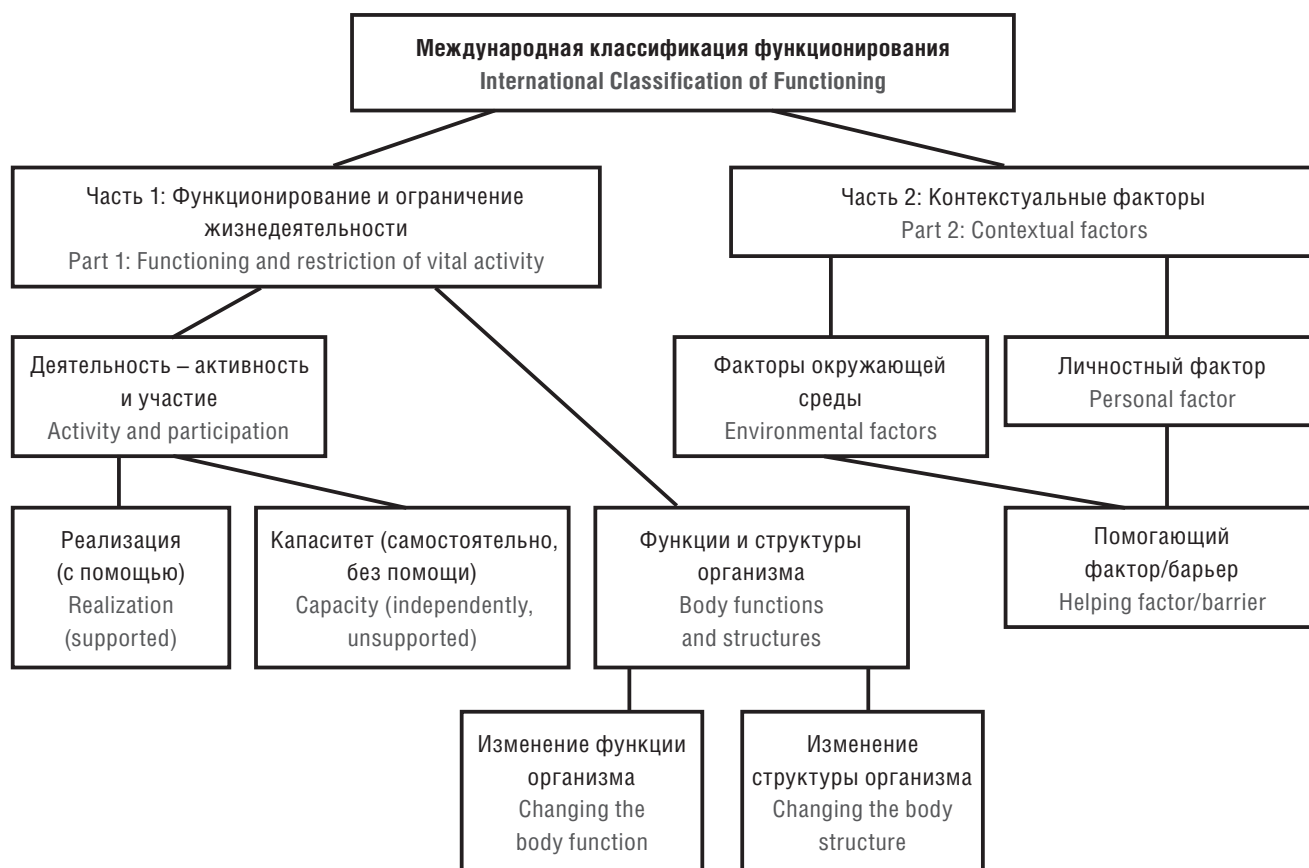 Международная классификация функционирования
International Classification of Functioning
Часть 1: Функционирование и ограничение
жизнедеятельности
Part 1: Functioning and restriction of vital activity
Часть 2: Контекстуальные факторы
Part 2: Contextual factors
Деятельность – активность
и участие
Activity and participation
Факторы окружающей
среды
Environmental factors
Личностный фактор
Personal factor
Реализация
(с помощью)
Realization
(supported)
Капаситет (самостоятельно,
без помощи)
Capacity (independently,
unsupported)
Функции и структуры
организма
Body functions
and structures
Помогающий
фактор/барьер
Helping factor/barrier
Изменение функции
организма
Changing the
body function
Изменение
структуры организма
Changing the body
structure